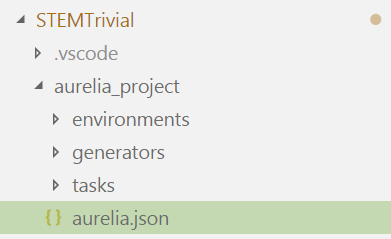 STEMTrivial
.vscode
aurelia_project
environments
generators
tasks
{ } aurelia.json